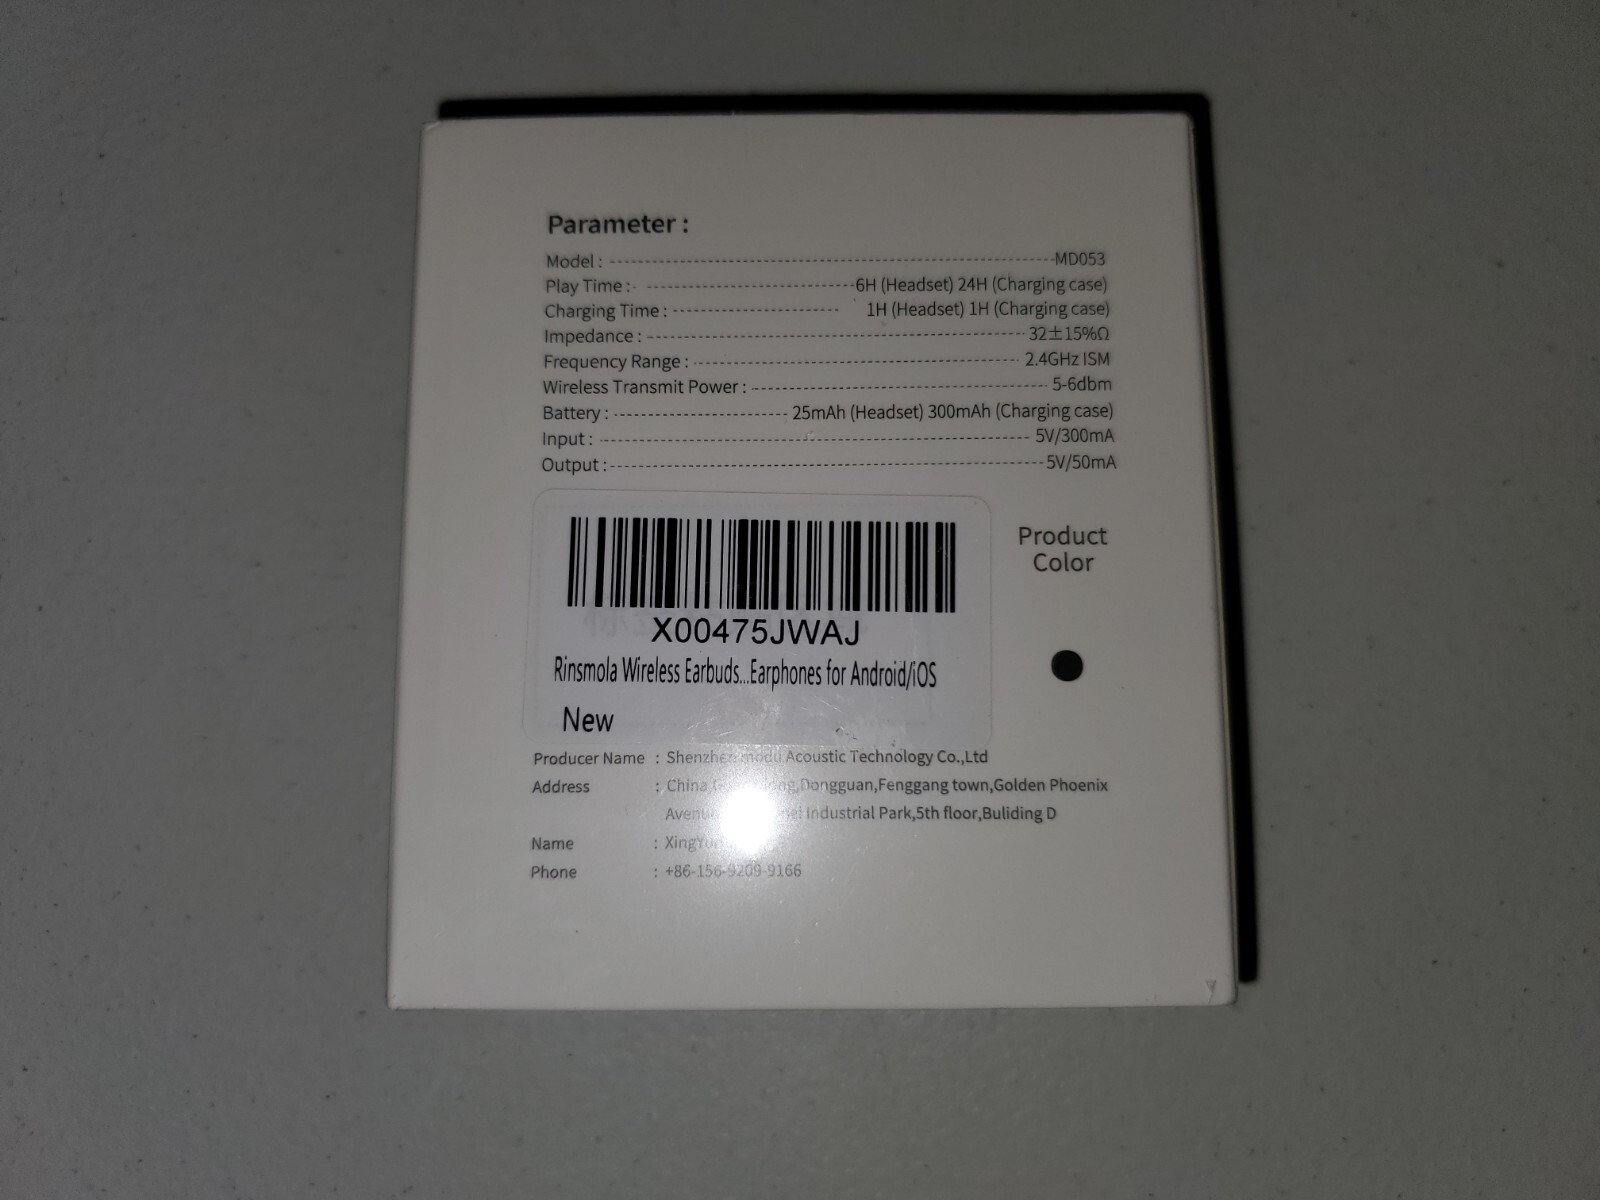 Parameter :
Model : MD053
Play Time : 6H (Headset) 24H (Charging case)
Charging Time : 1H (Headset) 1H (Charging case)
Impedance : 32±15%Ω
Frequency Range : 2.4GHz ISM
Wireless Transmit Power : 5-6dbm
Battery : 25mAh (Headset) 300mAh (Charging case)
Input : 5V/300mA
Output : 5V/50mA
Product
Color
X00475JWAJ
Rinsmola Wireless Earbuds...Earphones for Android/iOS
New
Producer Name : Acoustic Technology Co.,Ltd
Address : China Dongguan,Fenggang town,Golden Phoenix
industrial Park,5th floor,Buliding D
Name :
Phone : +86-156-9209-9166